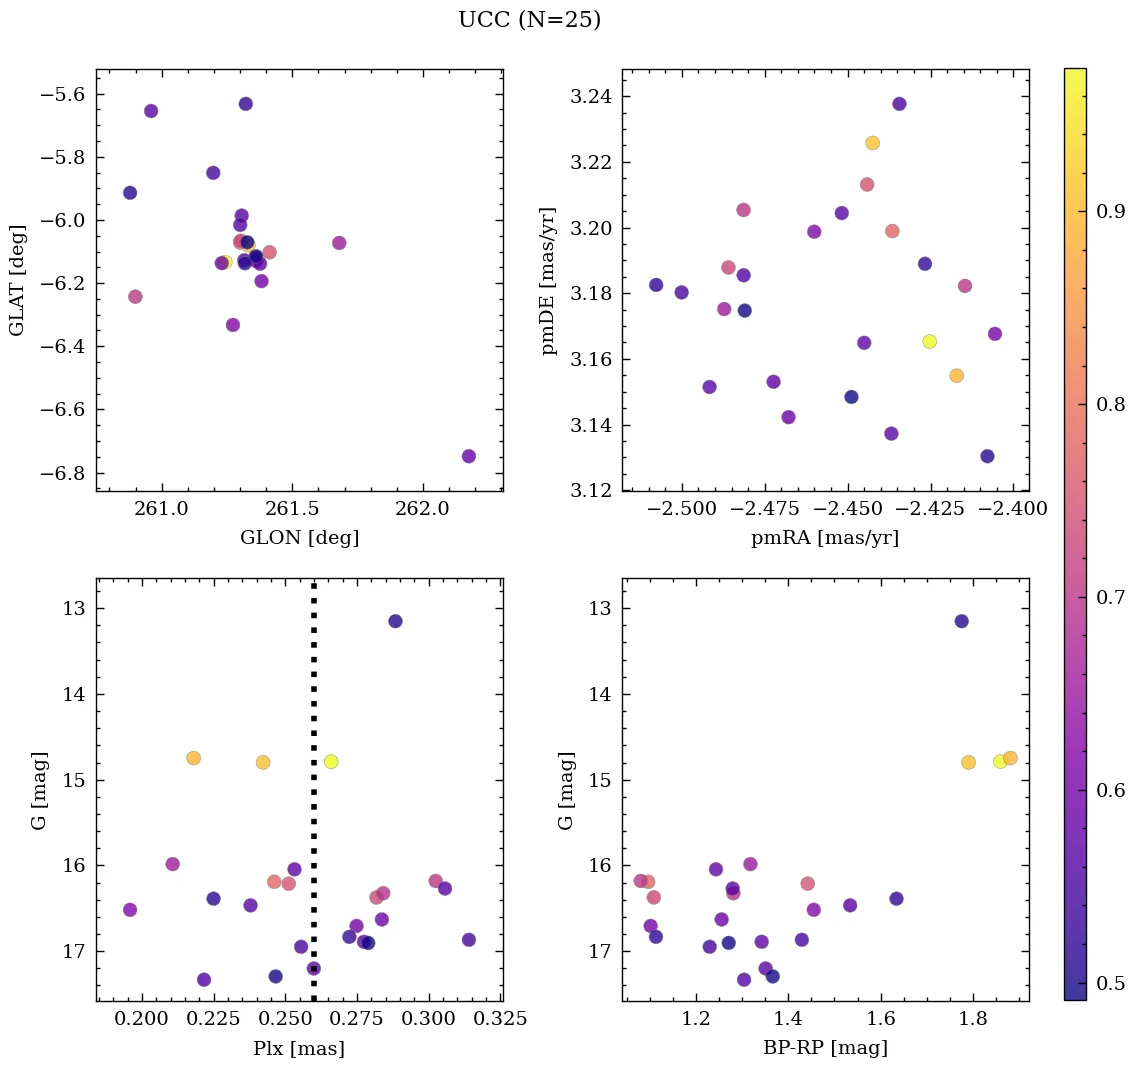 UCC (N=25)
−5.6
−5.8
−6.0
−6.2
−6.4
−6.6
−6.8
GLAT [deg]
261.0 261.5 262.0
GLON [deg]
3.24
3.22
3.20
3.18
3.16
3.14
3.12
pmDE [mas/yr]
−2.500 −2.475 −2.450 −2.425 −2.400
pmRA [mas/yr]
13
14
15
16
17
G [mag]
0.200 0.225 0.250 0.275 0.300 0.325
Plx [mas]
13
14
15
16
17
G [mag]
1.2 1.4 1.6 1.8
BP-RP [mag]
0.9
0.8
0.7
0.6
0.5